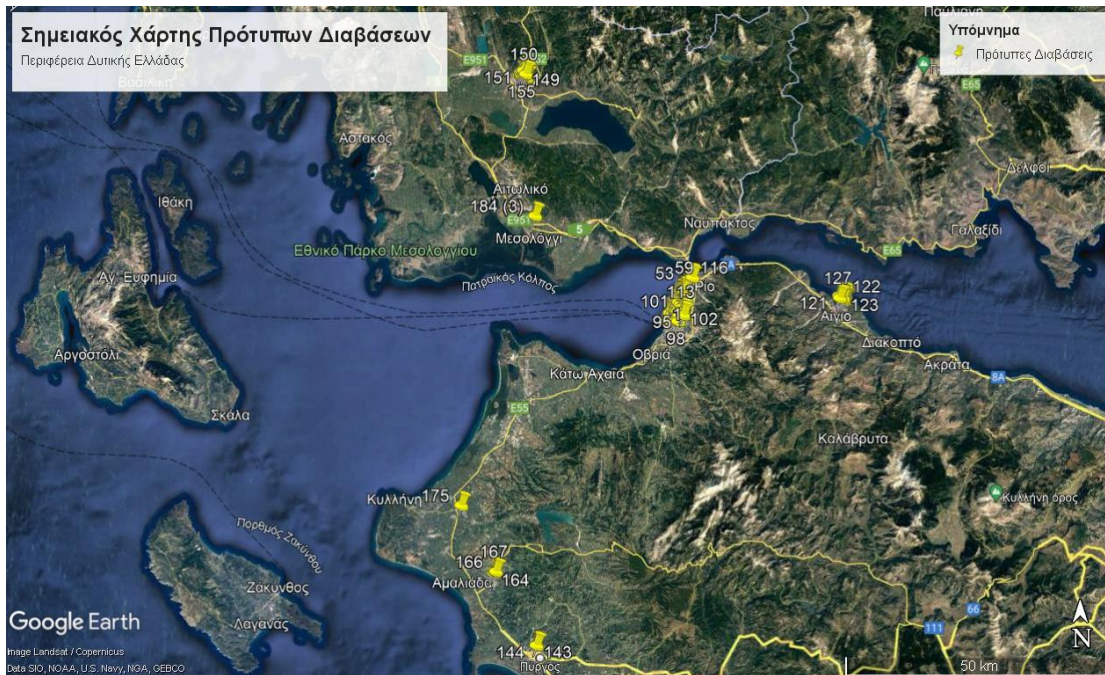 Σημειακός Χάρτης Πρότυπων Διαβάσεων
Περιφέρεια Δυτικής Ελλάδας
Υπόμνημα
Πρότυπες Διαβάσεις
E951
150
151
149
155
E65
Αστακός
Δελφοί
Ιθάκη
Αιτωλικό
184 (3)
E951
5
Μεσολόγγι
Ναύπακτος
Γαλαξίδι
E65
Εθνικό Πάρκο Μεσολογγίου
Αγ. Ευφημία
Πατραϊκός Κόλπος
53
59
116
Ρίο
113
101
95
102
98
127
122
121
123
Αίγιο
Οβριά
Διακοπτό
Αργοστόλι
Κάτω Αχαΐα
Ακράτα
8A
Σκάλα
E55
Καλάβρυτα
Κυλλήνη
175
Κυλλήνη όρος
Πορθμός Ζακύνθου
167
166
164
Αμαλιάδα
Ζάκυνθος
Λαγανάς
66
111
144
143
Πύργος
Google Earth
Image Landsat / Copernicus
Data SIO, NOAA, U.S. Navy, NGA, GEBCO
N
50 km